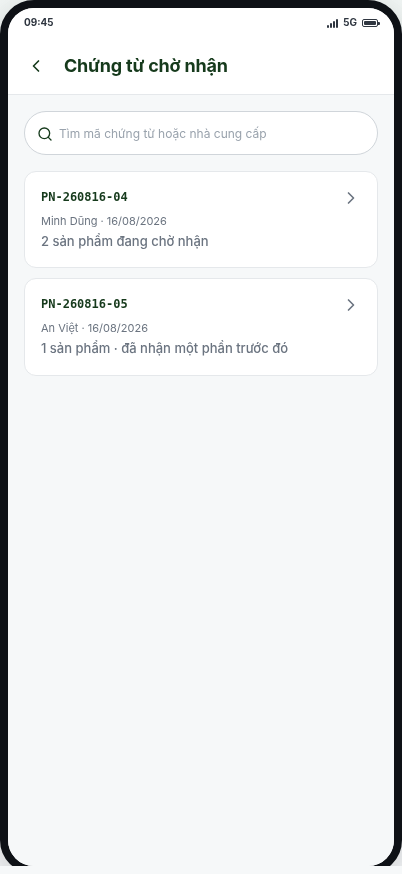 09:45 5G
Chứng từ chờ nhận
Tìm mã chứng từ hoặc nhà cung cấp
PN-260816-04
Minh Dũng · 16/08/2026
2 sản phẩm đang chờ nhận
PN-260816-05
An Việt · 16/08/2026
1 sản phẩm · đã nhận một phần trước đó